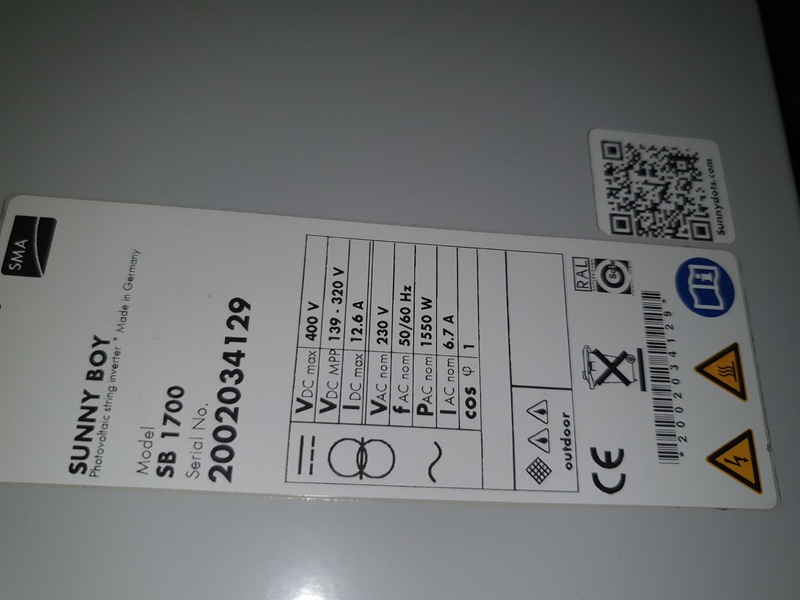 SMA
SUNNY BOY
Photovoltaic string inverter * Made in Germany
Model
SB 1700
Serial No.
2002034129
VDC max 400 V
VDC MPP 139 - 320 V
IDC max 12.6 A
VAC nom 230 V
fAC nom 50/60 Hz
PAC nom 1550 W
IAC nom 6.7 A
cos φ 1
outdoor
CE
RAL
*2002034129*
Sunnydots.com